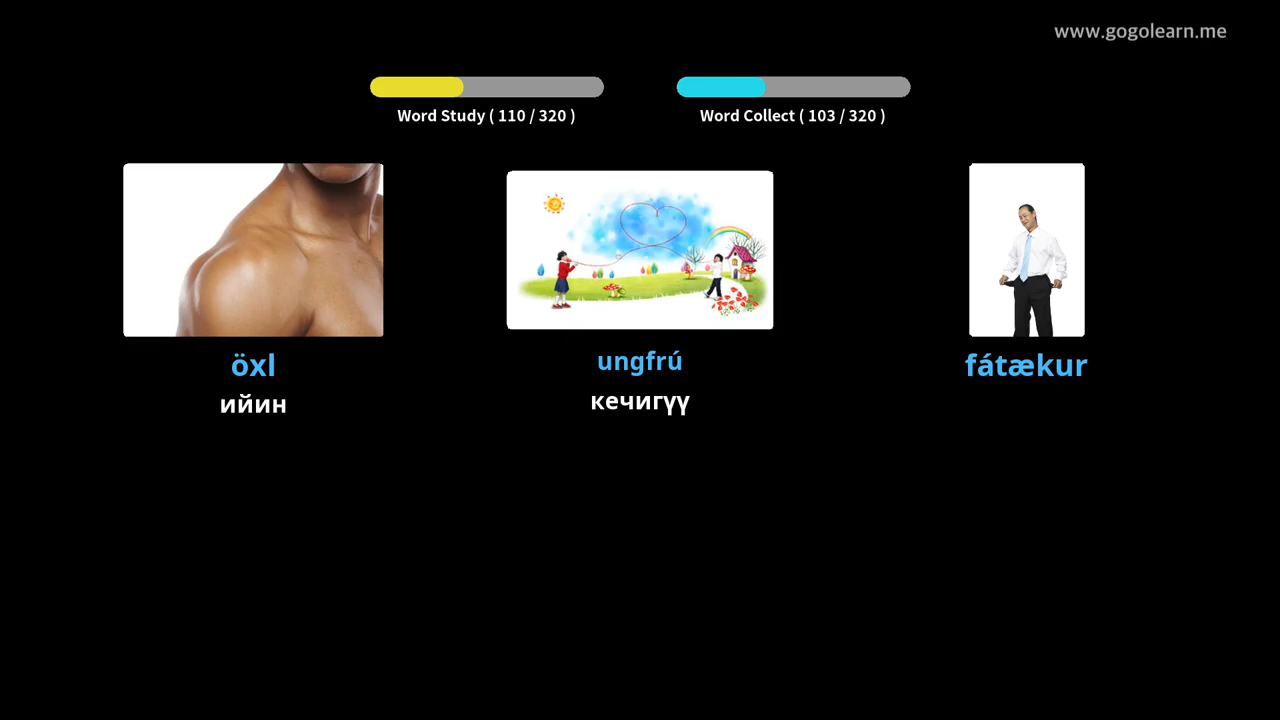 www.gogolearn.me
Word Study ( 110 / 320 )
Word Collect ( 103 / 320 )
öxl
ийин
ungfrú
кечигүү
fátækur